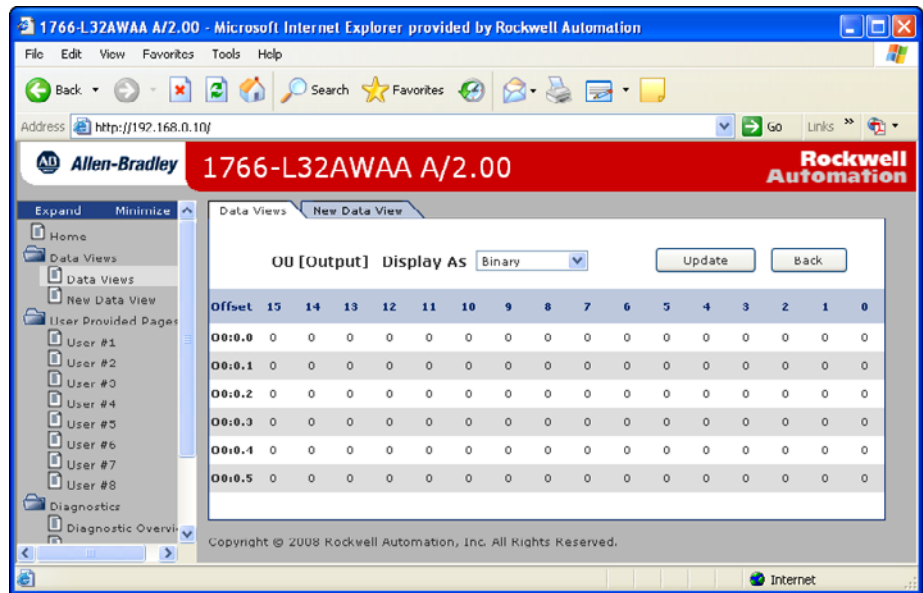 1766-L32AWAA A/2.00 - Microsoft Internet Explorer provided by Rockwell Automation
File Edit View Favorites Tools Help
Back Search Favorites
Address http://192.168.0.10/ Go Links »
AB Allen-Bradley 1766-L32AWAA A/2.00 Rockwell Automation
Expand Minimize
Home
Data Views
Data Views
New Data View
User Provided Pages
User #1
User #2
User #3
User #4
User #5
User #6
User #7
User #8
Diagnostics
Diagnostic Overvi
Data Views New Data View
O0 [Output] Display As Binary Update Back
Offset 15 14 13 12 11 10 9 8 7 6 5 4 3 2 1 0
O0:0.0 0 0 0 0 0 0 0 0 0 0 0 0 0 0 0 0
O0:0.1 0 0 0 0 0 0 0 0 0 0 0 0 0 0 0 0
O0:0.2 0 0 0 0 0 0 0 0 0 0 0 0 0 0 0 0
O0:0.3 0 0 0 0 0 0 0 0 0 0 0 0 0 0 0 0
O0:0.4 0 0 0 0 0 0 0 0 0 0 0 0 0 0 0 0
O0:0.5 0 0 0 0 0 0 0 0 0 0 0 0 0 0 0 0
Copyright © 2008 Rockwell Automation, Inc. All Rights Reserved.
Internet